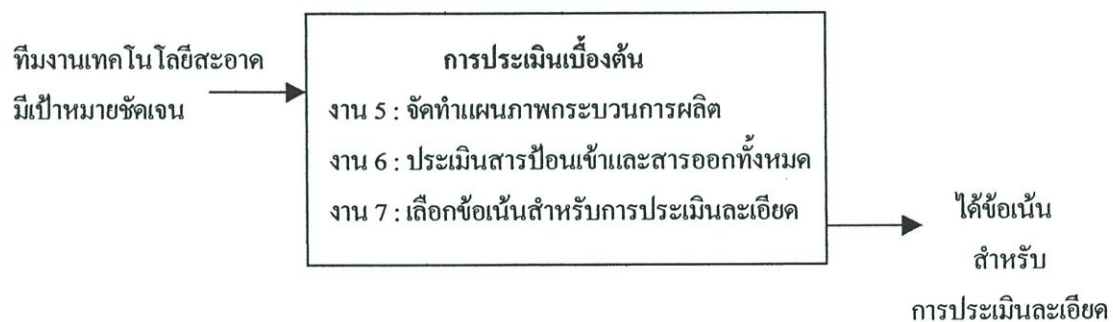 ทีมงานเทคโนโลยีสะอาด
มีเป้าหมายชัดเจน
การประเมินเบื้องต้น
งาน 5 : จัดทำแผนภาพกระบวนการผลิต
งาน 6 : ประเมินสารป้อนเข้าและสารออกทั้งหมด
งาน 7 : เลือกข้อเน้นสำหรับการประเมินละเอียด
ได้ข้อเน้น
สำหรับ
การประเมินละเอียด